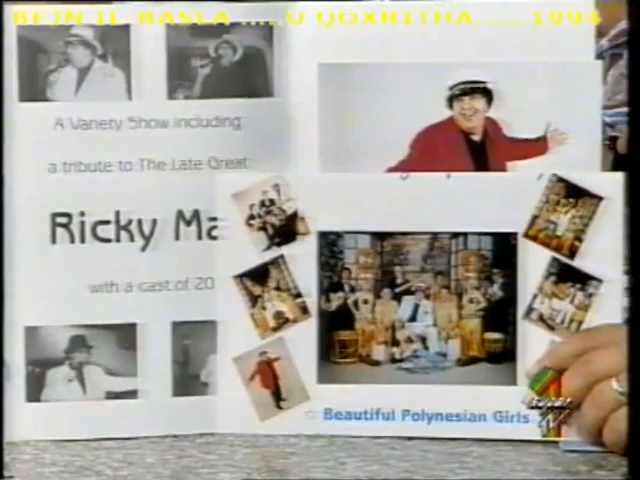 BEJN IL-BASLA .... U QOXRITHA..... 1994
A Variety Show including
a tribute to The Late Great
Ricky Ma
with a cast of 20
Beautiful Polynesian Girls